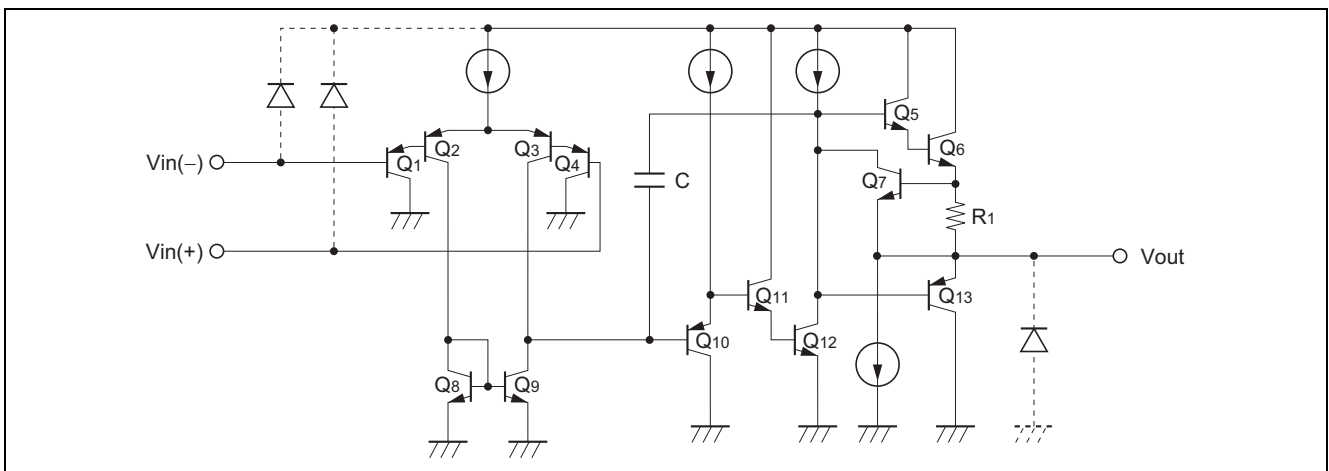 Q5
Q6
Vin(−)
Q1
Q2
Q3
Q4
C
Q7
R1
Vin(+)
Vout
Q11
Q13
Q10
Q12
Q8
Q9